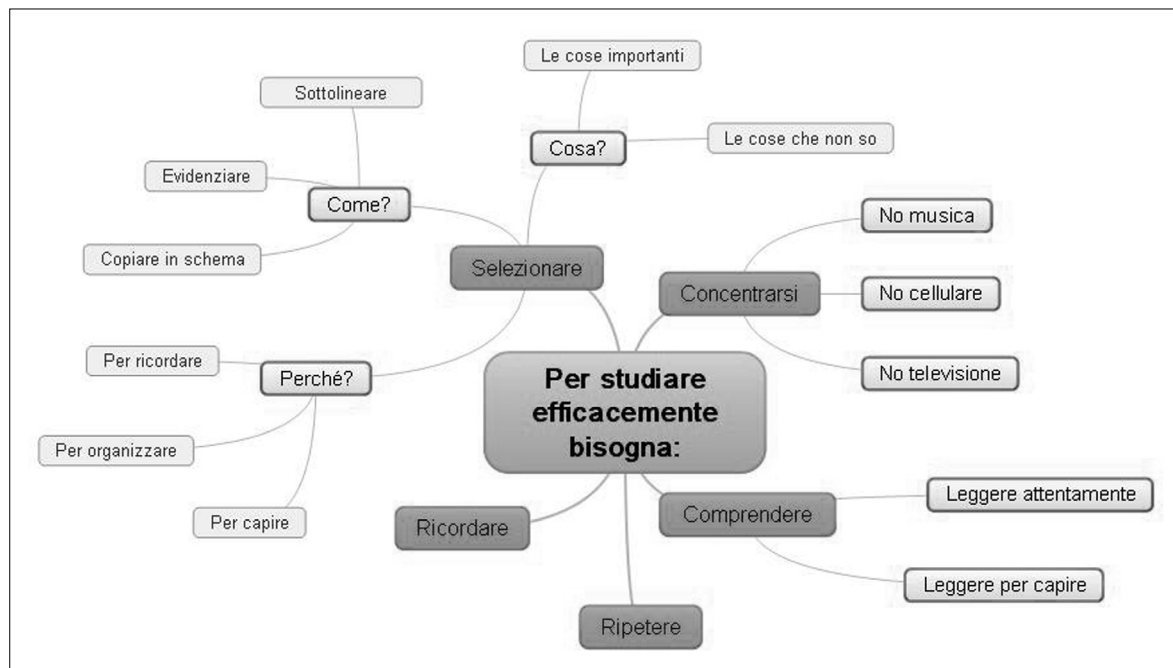 Le cose importanti
Sottolineare
Cosa?
Le cose che non so
Evidenziare
Come?
No musica
Copiare in schema
Selezionare
Concentrarsi
No cellulare
Per ricordare
Perché?
No televisione
Per studiare
efficacemente
bisogna:
Per organizzare
Per capire
Ricordare
Comprendere
Leggere attentamente
Leggere per capire
Ripetere